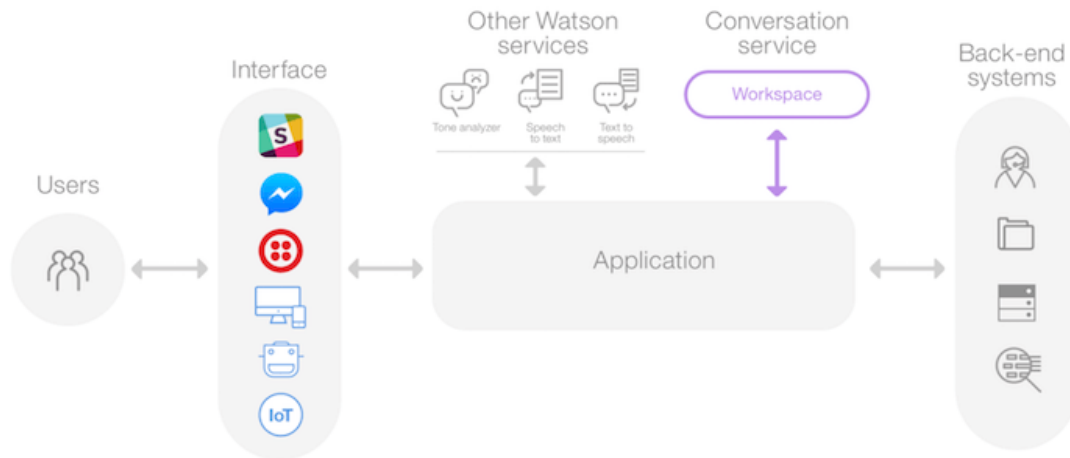 Other Watson
services
Conversation
service
Back-end
systems
Interface
Workspace
Tone analyzer
Speech
to text
Text to
speech
S
Users
Application
IoT